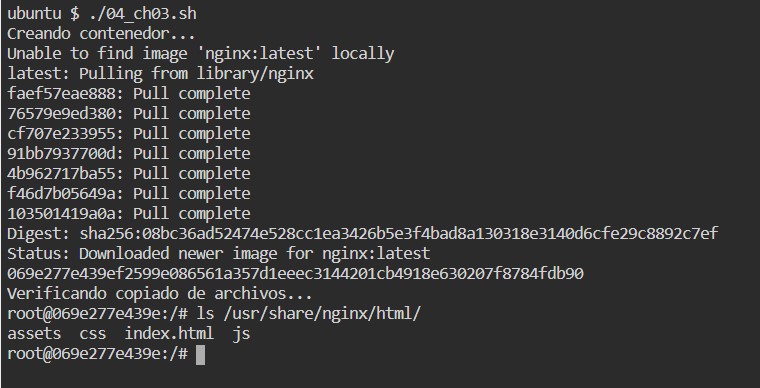 ubuntu $ ./04_ch03.sh
Creando contenedor...
Unable to find image 'nginx:latest' locally
latest: Pulling from library/nginx
faef57eae888: Pull complete
76579e9ed380: Pull complete
cf707e233955: Pull complete
91bb7937700d: Pull complete
4b962717ba55: Pull complete
f46d7b05649a: Pull complete
103501419a0a: Pull complete
Digest: sha256:08bc36ad52474e528cc1ea3426b5e3f4bad8a130318e3140d6cfe29c8892c7ef
Status: Downloaded newer image for nginx:latest
069e277e439ef2599e086561a357d1eeec3144201cb4918e630207f8784fdb90
Verificando copiado de archivos...
root@069e277e439e:/# ls /usr/share/nginx/html/
assets  css  index.html  js
root@069e277e439e:/#